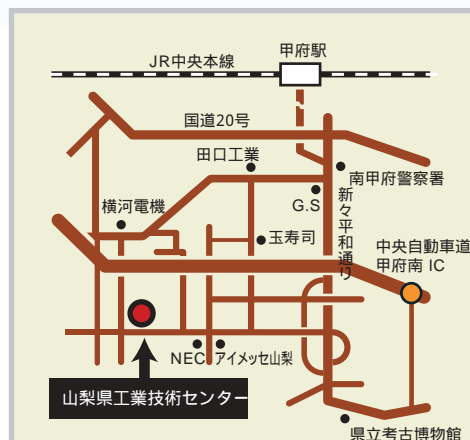 甲府駅
JR中央本線
国道20号
田口工業
南甲府警察署
G.S
新々平和通り
横河電機
玉寿司
中央自動車道
甲府南 IC
NEC
アイメッセ山梨
山梨県工業技術センター
県立考古博物館